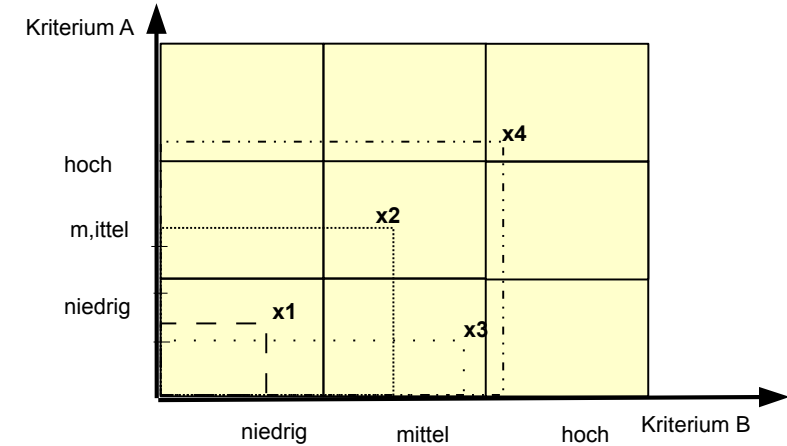 Kriterium A
x4
hoch
x2
m,ittel
niedrig
x1
x3
niedrig
mittel
hoch
Kriterium B